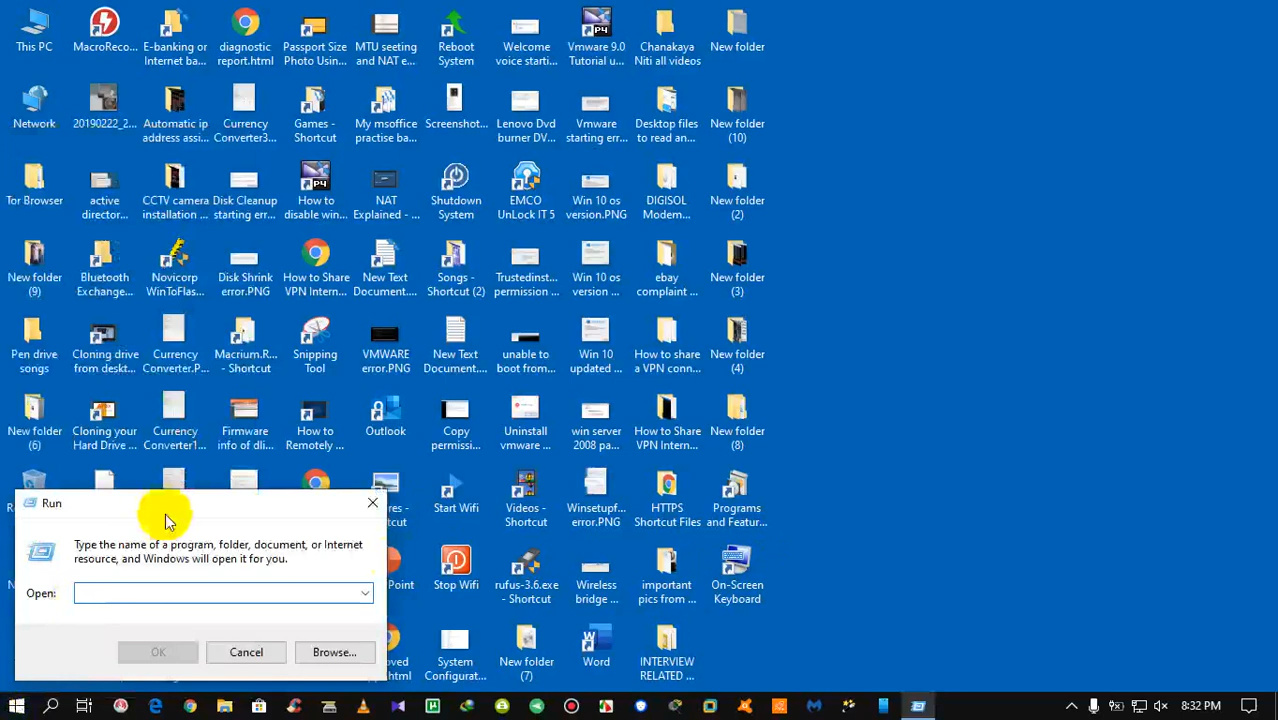 This PC
MacroReco...
E-banking or
Internet ba...
diagnostic
report.html
Passport Size
Photo Usin...
MTU seeting
and NAT e...
Reboot
System
Welcome
voice starti...
Vmware 9.0
Tutorial u...
Chanakaya
Niti all videos
New folder
Network
20190222_2...
Automatic ip
address assi...
Currency
Converter3...
Games -
Shortcut
My msoffice
practise ba...
Screenshot...
Lenovo Dvd
burner DV...
Vmware
starting err...
Desktop files
to read an...
New folder
(10)
Tor Browser
active
director...
CCTV camera
installation ...
Disk Cleanup
starting err...
How to
disable win...
NAT
Explained - ...
Shutdown
System
EMCO
UnLock IT 5
Win 10 os
version.PNG
DIGISOL
Modem...
New folder
(2)
New folder
(9)
Bluetooth
Exchange...
Novicorp
WinToFlas...
Disk Shrink
error.PNG
How to Share
VPN Intern...
New Text
Document....
Songs -
Shortcut (2)
Trustedinst...
permission ...
Win 10 os
version ...
ebay
complaint ...
New folder
(3)
Pen drive
songs
Cloning drive
from deskt...
Currency
Converter.P...
Macrium.R...
- Shortcut
Snipping
Tool
VMWARE
error.PNG
New Text
Document....
unable to
boot from...
Win 10
updated ...
How to share
a VPN conn...
New folder
(4)
New folder
(6)
Cloning your
Hard Drive ...
Currency
Converter1...
Firmware
info of dli...
How to
Remotely ...
Outlook
Copy
permissi...
Uninstall
vmware ...
win server
2008 pa...
How to Share
VPN Intern...
New folder
(8)
Start Wifi
Videos -
Shortcut
Winsetupf...
error.PNG
HTTPS
Shortcut Files
Programs
and Featur...
Stop Wifi
rufus-3.6.exe
- Shortcut
Wireless
bridge ...
important
pics from ...
On-Screen
Keyboard
System
Configurat...
New folder
(7)
Word
INTERVIEW
RELATED ...
Run
Type the name of a program, folder, document, or Internet
resource, and Windows will open it for you.
Open:
OK
Cancel
Browse...
8:32 PM